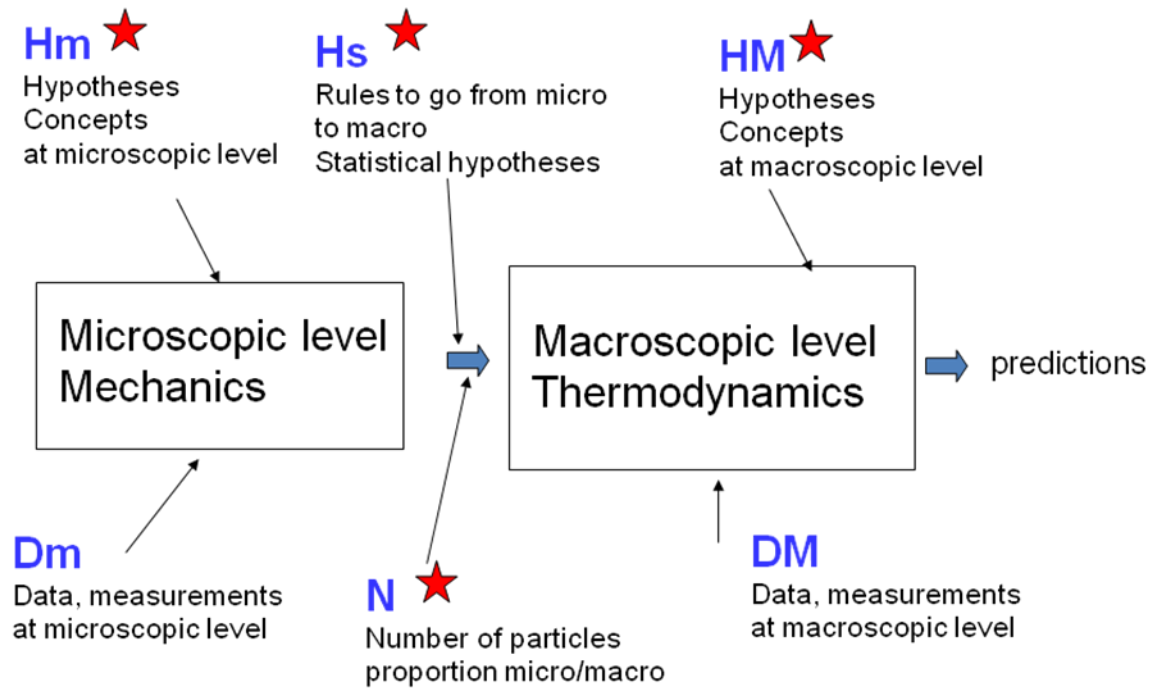 Hm
Hypotheses
Concepts
at microscopic level
Hs
Rules to go from micro
to macro
Statistical hypotheses
HM
Hypotheses
Concepts
at macroscopic level
Microscopic level
Mechanics
Macroscopic level
Thermodynamics
predictions
Dm
Data, measurements
at microscopic level
N
Number of particles
proportion micro/macro
DM
Data, measurements
at macroscopic level